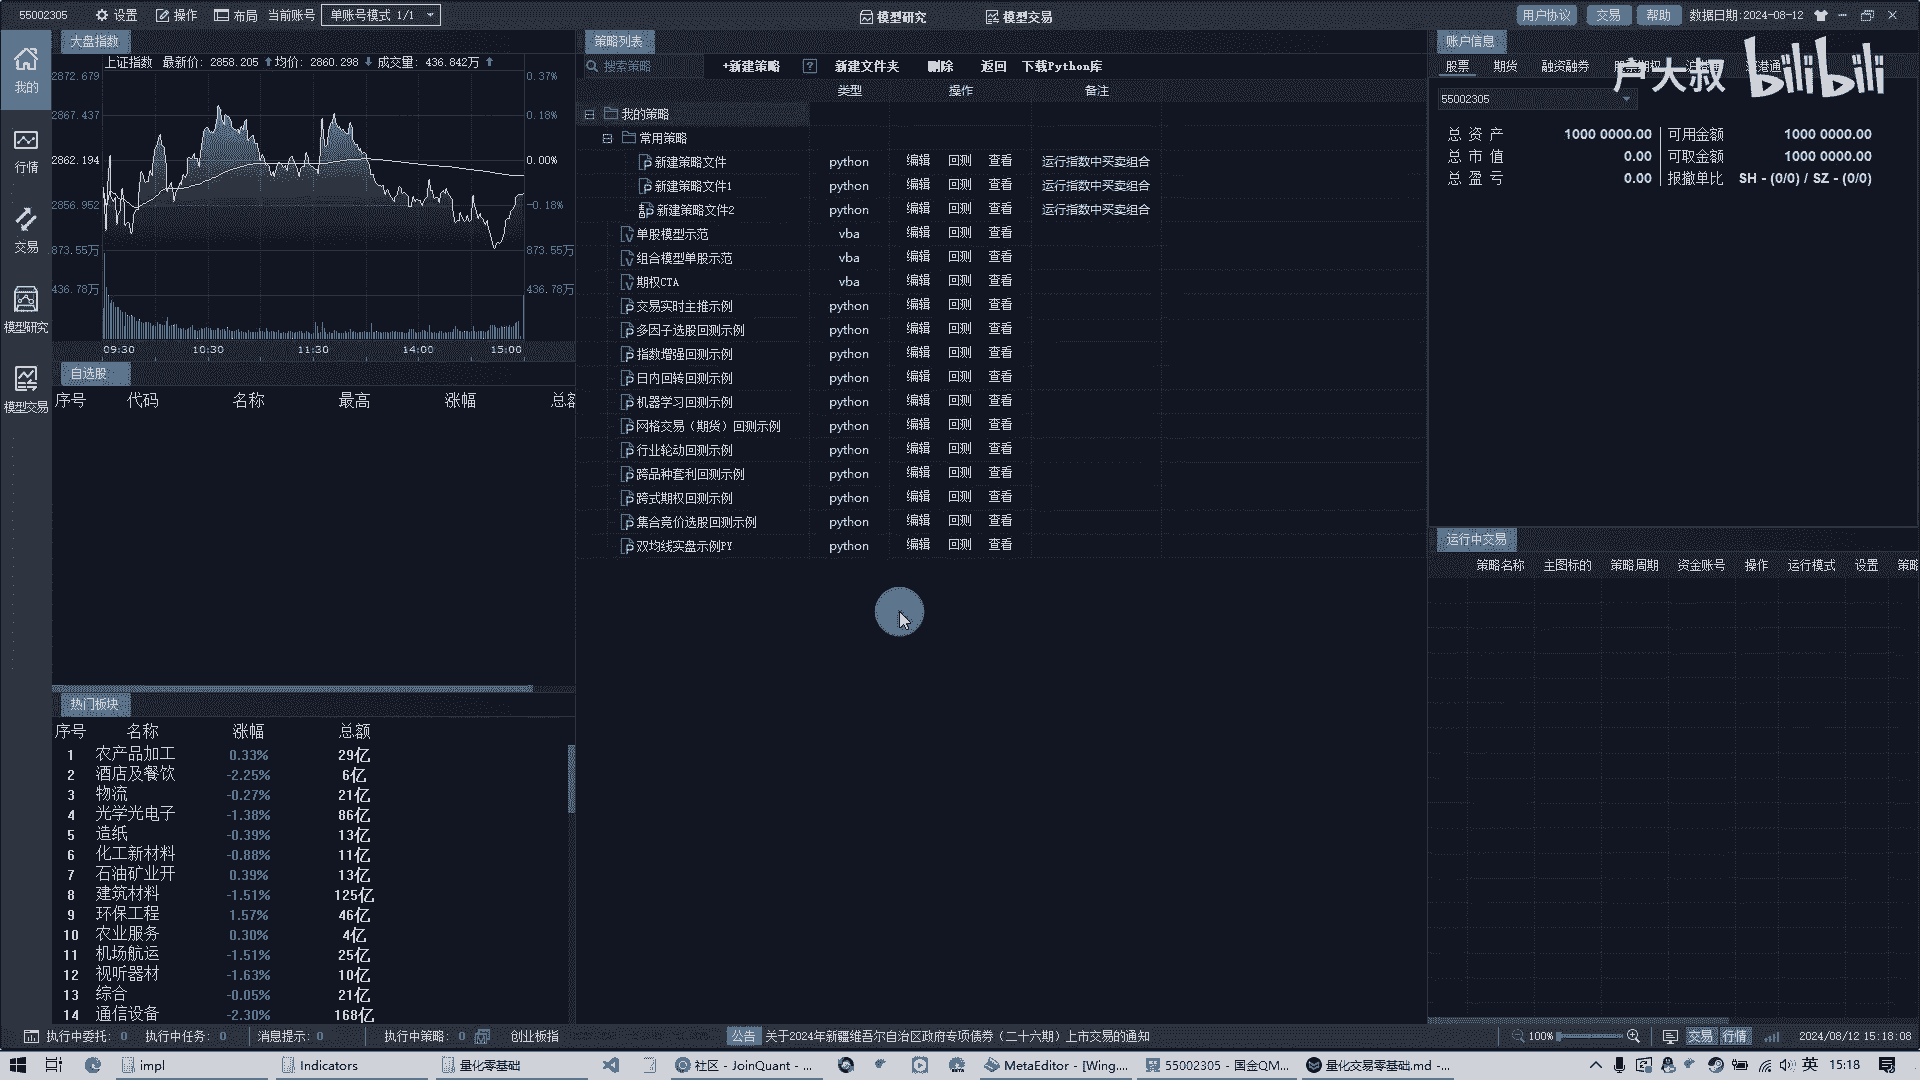 55002305 设置 操作 布局 当前账号 单账号模式 1/1 模型研究 模型交易 用户协议 交易 帮助 数据日期:2024-08-12
我的
行情
交易
模型研究
模型交易
大盘指数
上证指数 最新价: 2858.205 均价: 2860.298 成交量: 436.842万
2872.679 0.37%
2867.437 0.18%
2862.194 0.00%
2856.952 -0.18%
873.55万 873.55万
436.78万 436.78万
09:30 10:30 11:30 14:00 15:00
自选股
序号 代码 名称 最高 涨幅
热门板块
序号 名称 涨幅 总额
1 农产品加工 0.33% 29亿
2 酒店及餐饮 -2.25% 6亿
3 物流 -0.27% 21亿
4 光学光电子 -1.38% 86亿
5 造纸 -0.39% 13亿
6 化工新材料 -0.88% 11亿
7 石油矿业开 0.39% 13亿
8 建筑材料 -1.51% 125亿
9 环保工程 1.57% 46亿
10 农业服务 0.30% 4亿
11 机场航运 -1.51% 25亿
12 视听器材 -1.63% 10亿
13 综合 -0.05% 21亿
14 通信设备 -2.30% 168亿
策略列表
搜索策略 +新建策略 ? 新建文件夹 删除 返回 下载Python库
类型 操作 备注
我的策略
常用策略
新建策略文件 python 编辑 回测 查看 运行指数中买卖组合
新建策略文件1 python 编辑 回测 查看 运行指数中买卖组合
新建策略文件2 python 编辑 回测 查看 运行指数中买卖组合
单股模型示范 vba 编辑 回测 查看
组合模型单股示范 vba 编辑 回测 查看
期权CTA vba 编辑 回测 查看
交易实时主推示例 python 编辑 回测 查看
多因子选股回测示例 python 编辑 回测 查看
指数增强回测示例 python 编辑 回测 查看
日内回转回测示例 python 编辑 回测 查看
机器学习回测示例 python 编辑 回测 查看
网格交易（期货）回测示例 python 编辑 回测 查看
行业轮动回测示例 python 编辑 回测 查看
跨品种套利回测示例 python 编辑 回测 查看
跨式期权回测示例 python 编辑 回测 查看
集合竞价选股回测示例 python 编辑 回测 查看
双均线实盘示例PY python 编辑 回测 查看
账户信息
股票 期货 融资融券
卢大叔 bilibili
55002305
总资产 1000 0000.00 可用金额 1000 0000.00
总市值 0.00 可取金额 1000 0000.00
总盈亏 0.00 报撤单比 SH - (0/0) / SZ - (0/0)
运行中交易
策略名称 主图标的 策略周期 资金账号 操作 运行模式 设置 策略
执行中委托: 0 执行中任务: 0 消息提示: 0 执行中策略: 0 创业板指 公告 关于2024年新疆维吾尔自治区政府专项债券（二十六期）上市交易的通知 100% 交易 行情 2024/08/12 15:18:08
impl Indicators 量化零基础 社区 - JoinQuant - ... MetaEditor - [Wing.... 55002305 - 国金QM... 量化交易零基础.md -... 英 15:18